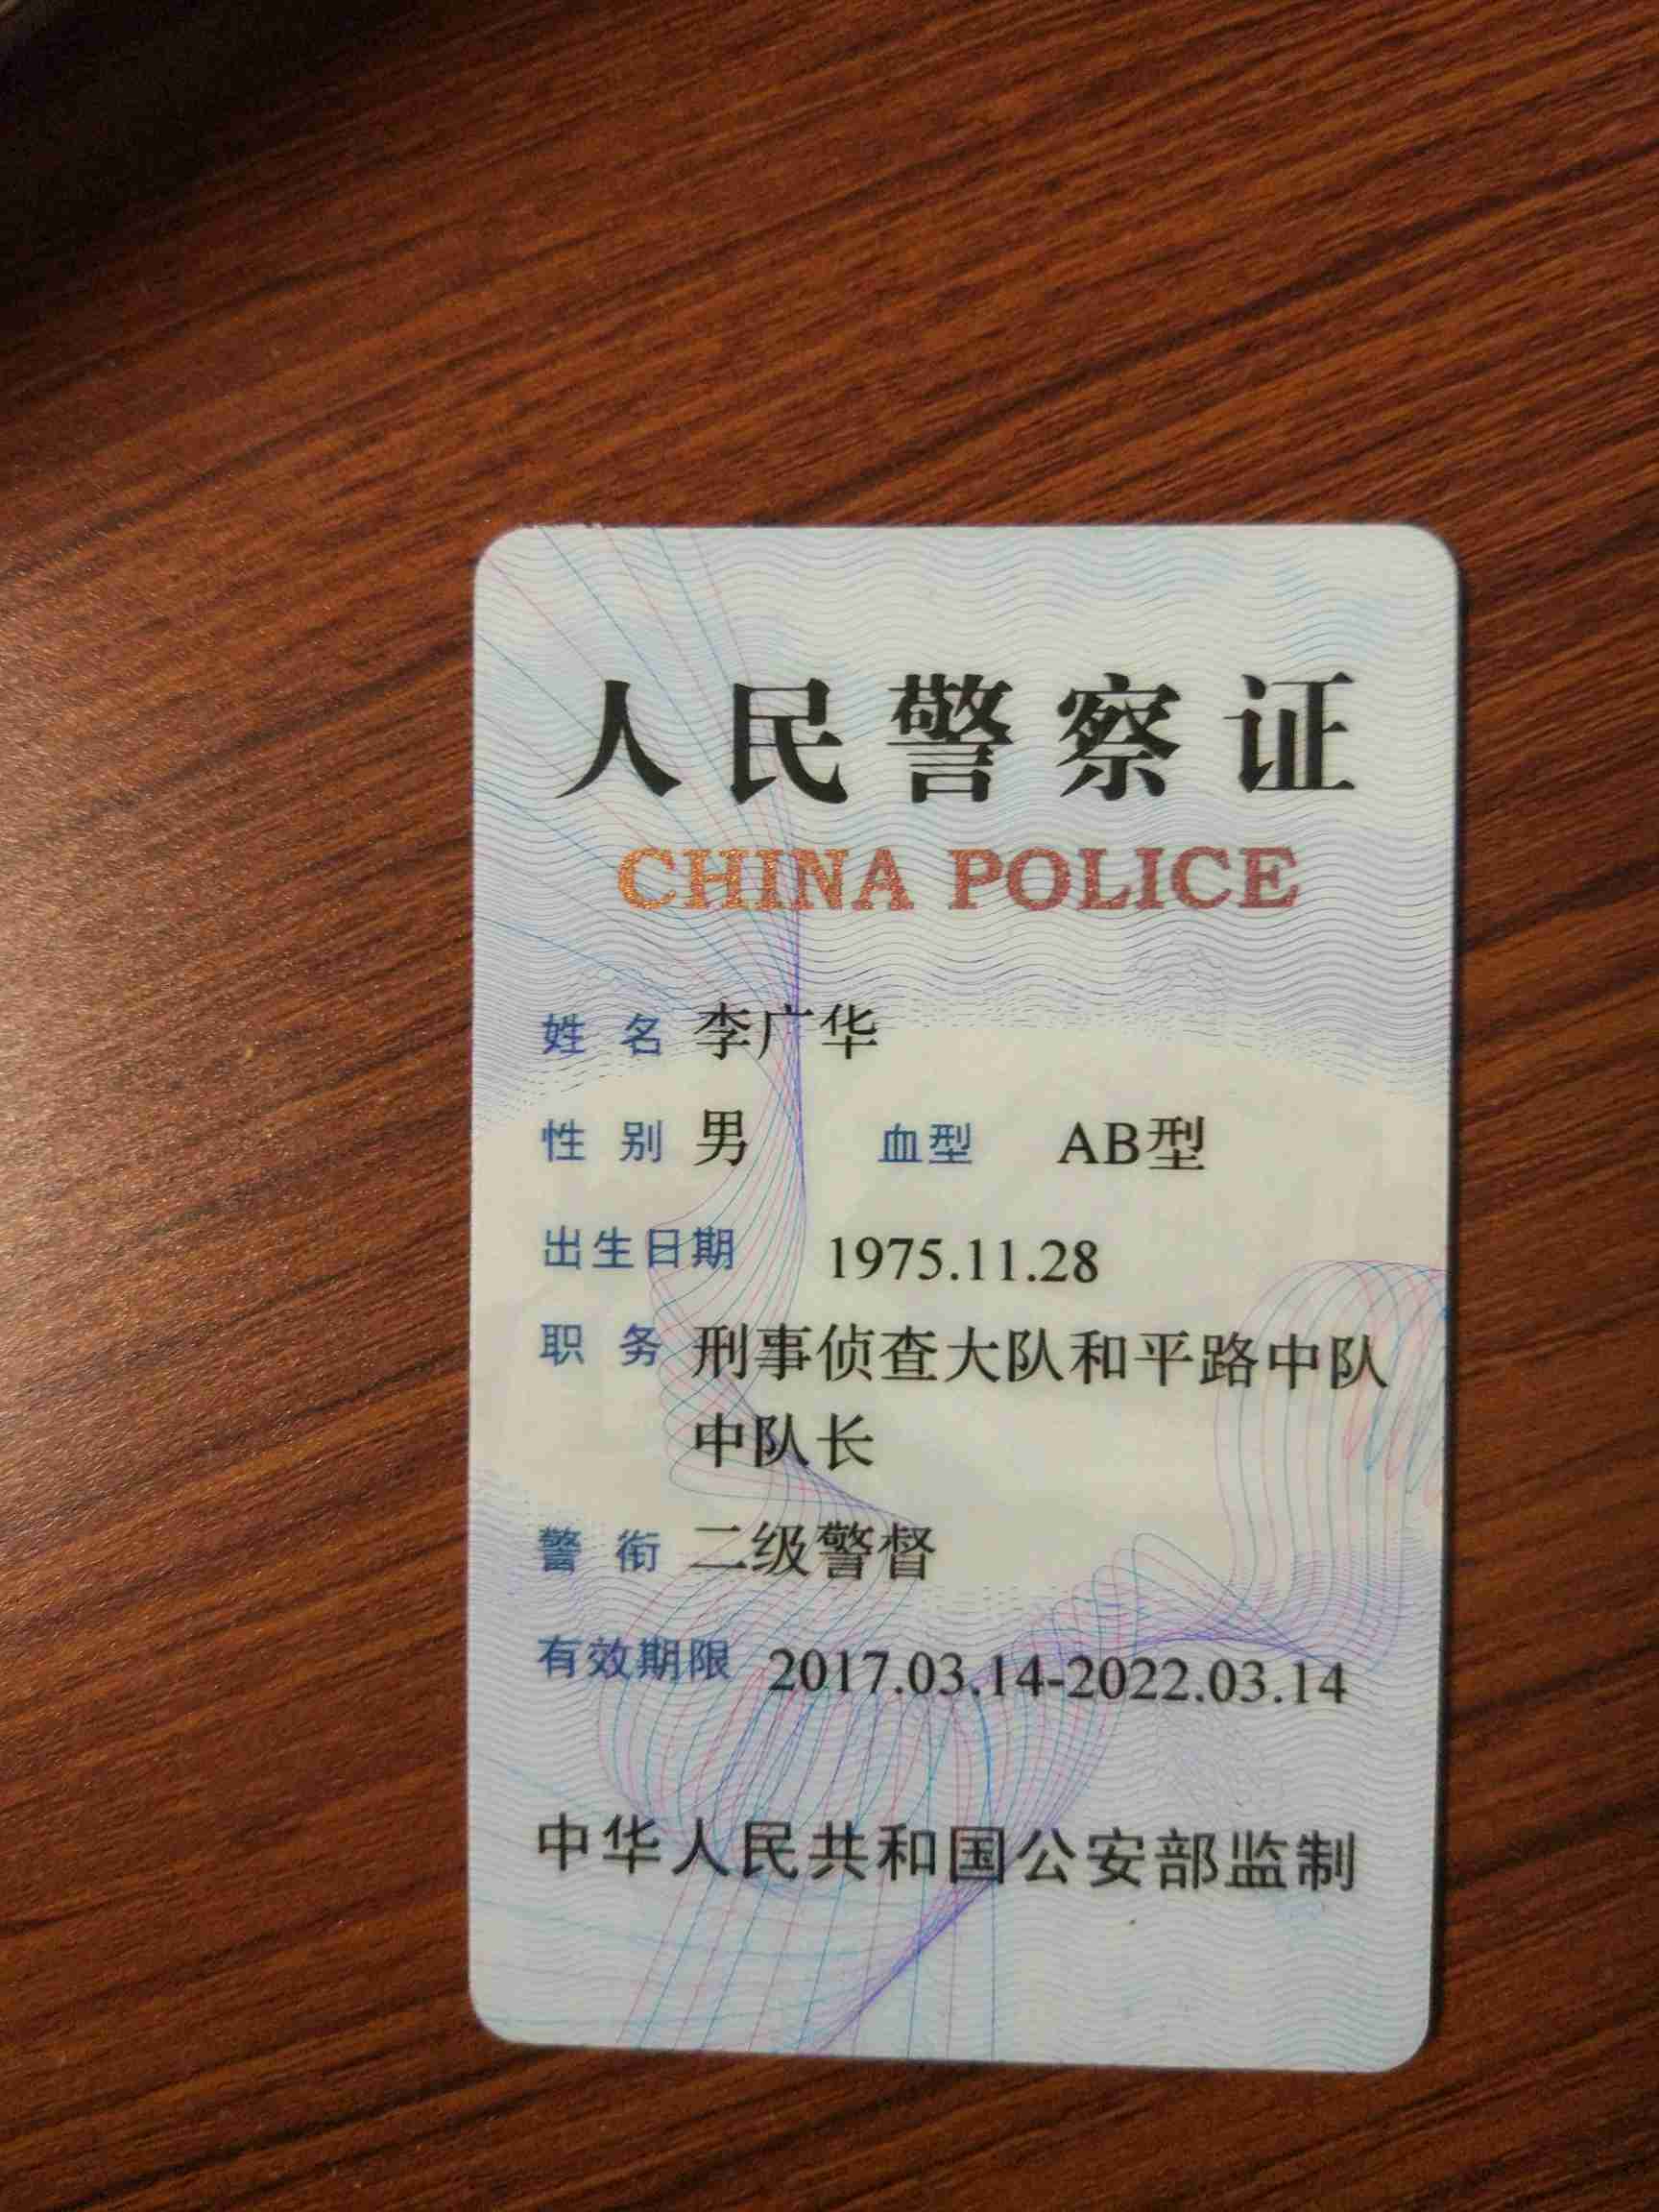 人民警察证
CHINA POLICE
姓 名 李广华
性 别 男 血型 AB型
出生日期 1975.11.28
职 务 刑事侦查大队和平路中队
中队长
警 衔 二级警督
有效期限 2017.03.14-2022.03.14
中华人民共和国公安部监制